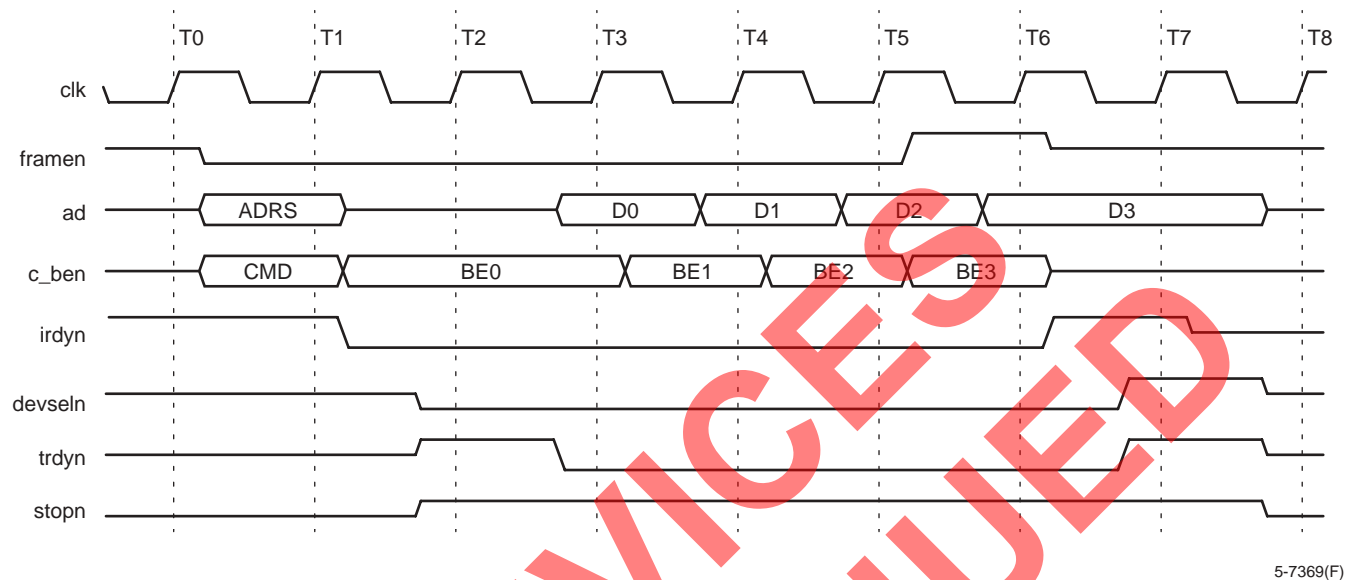 T0 T1 T2 T3 T4 T5 T6 T7 T8
clk
framen
ad ADRS D0 D1 D2 D3
c_ben CMD BE0 BE1 BE2 BE3
irdyn
devseln
trdyn
stopn
5-7369(F)
VICES
UED